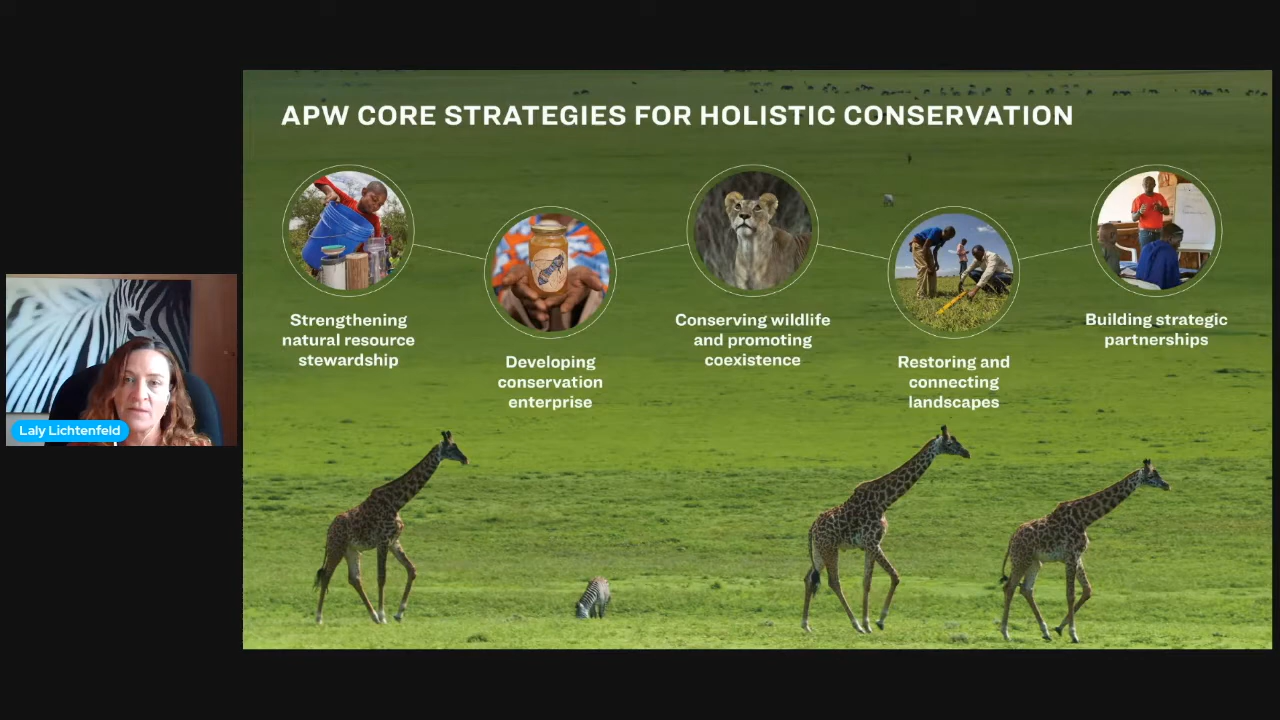 APW CORE STRATEGIES FOR HOLISTIC CONSERVATION
Strengthening
natural resource
stewardship
Developing
conservation
enterprise
Conserving wildlife
and promoting
coexistence
Restoring and
connecting
landscapes
Building strategic
partnerships
Laly Lichtenfeld